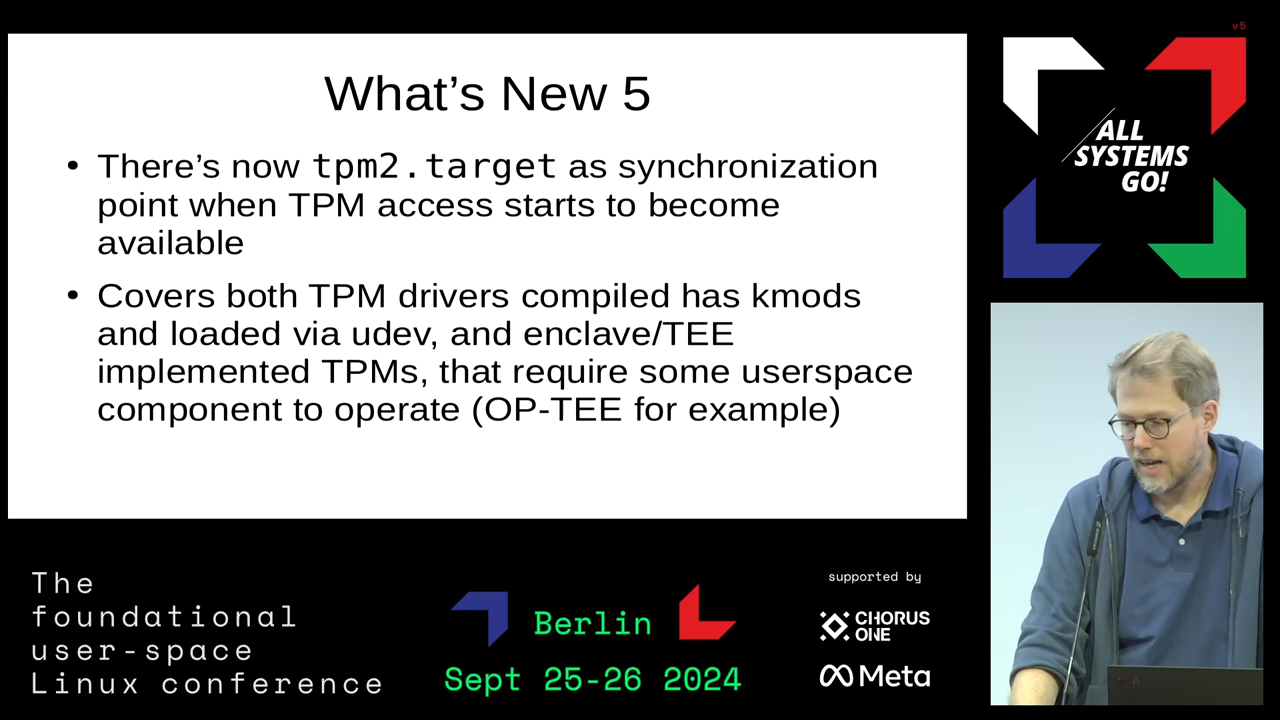 v5
What’s New 5
• There’s now tpm2.target as synchronization
point when TPM access starts to become
available
• Covers both TPM drivers compiled has kmods
and loaded via udev, and enclave/TEE
implemented TPMs, that require some userspace
component to operate (OP-TEE for example)
ALL
SYSTEMS
GO!
The
foundational
user-space
Linux conference
Berlin
Sept 25-26 2024
supported by
CHORUS
ONE
Meta